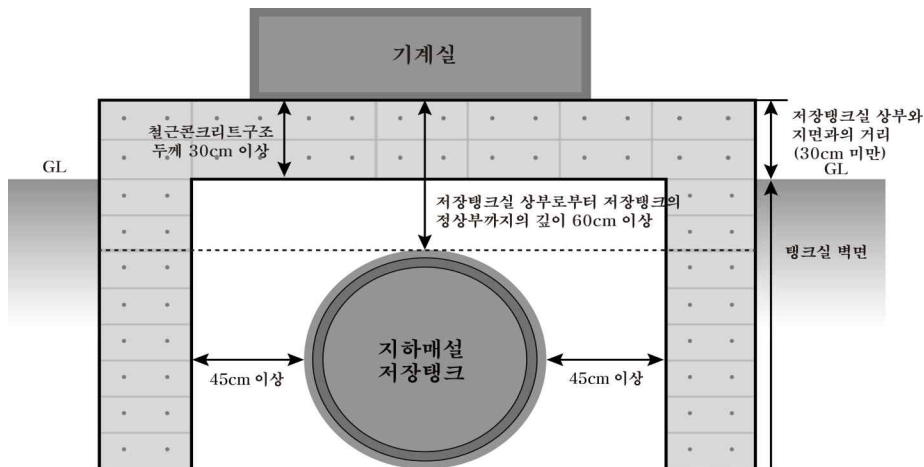 기계실
철근콘크리트구조
두께 30cm 이상
저장탱크실 상부와
지면과의 거리
(30cm 미만)
GL
GL
저장탱크실 상부로부터 저장탱크의
정상부까지의 깊이 60cm 이상
탱크실 벽면
지하매설
저장탱크
45cm 이상
45cm 이상